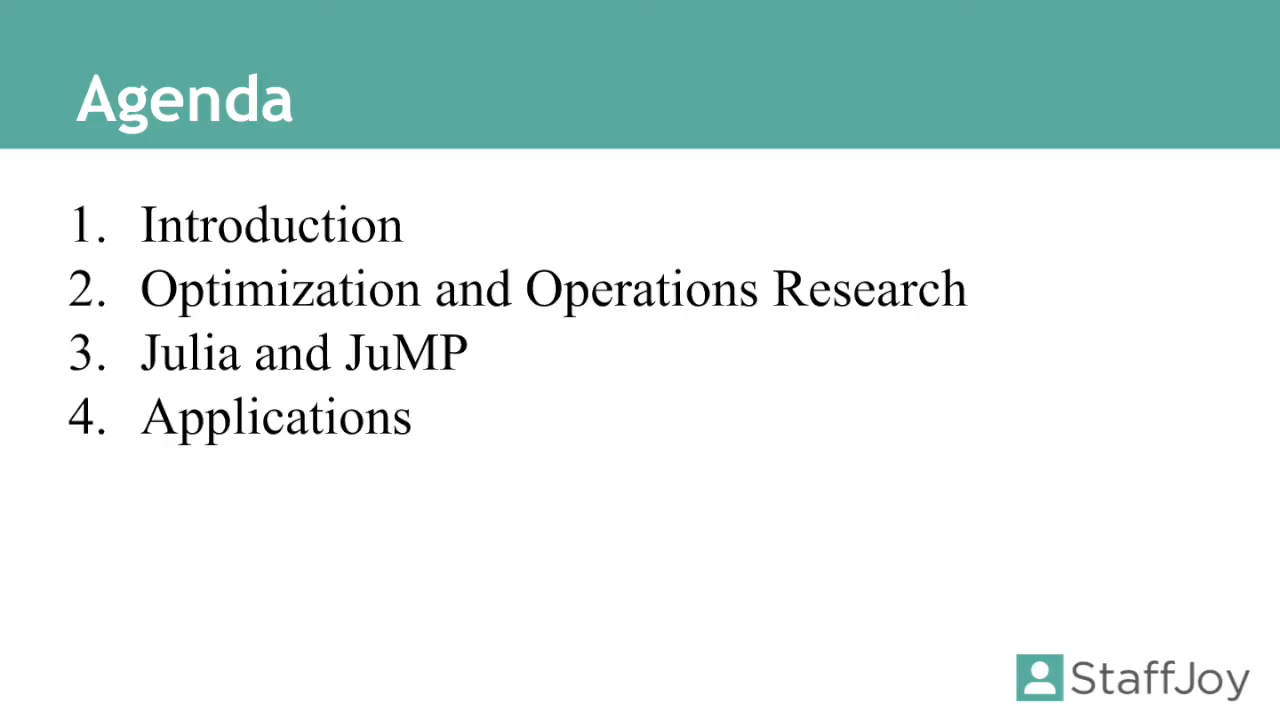 Agenda
1. Introduction
2. Optimization and Operations Research
3. Julia and JuMP
4. Applications
StaffJoy